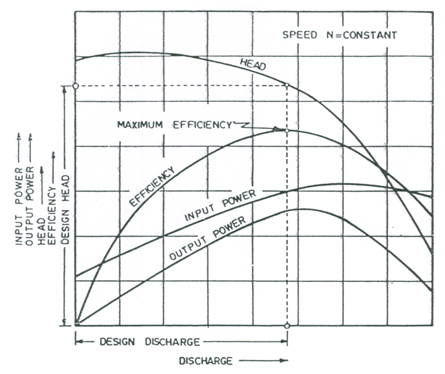 SPEED N=CONSTANT
HEAD
MAXIMUM EFFICIENCY
EFFICIENCY
INPUT POWER
OUTPUT POWER
INPUT POWER
OUTPUT POWER
HEAD
EFFICIENCY
DESIGN HEAD
DESIGN DISCHARGE
DISCHARGE